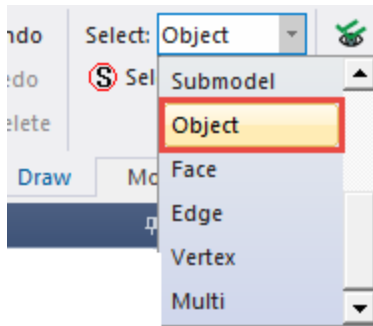 ndo Select: Object
edo S Sel Submodel
elete Object
Draw Mo Face
Edge
Vertex
Multi